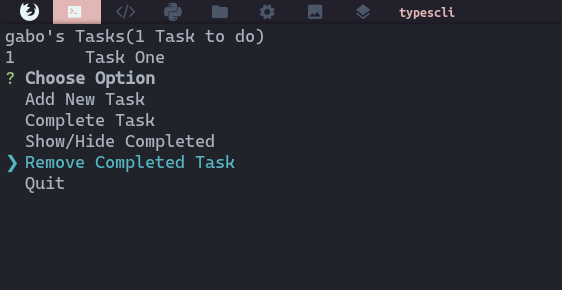 typescli
gabo's Tasks(1 Task to do)
1       Task One
? Choose Option
  Add New Task
  Complete Task
  Show/Hide Completed
❯ Remove Completed Task
  Quit